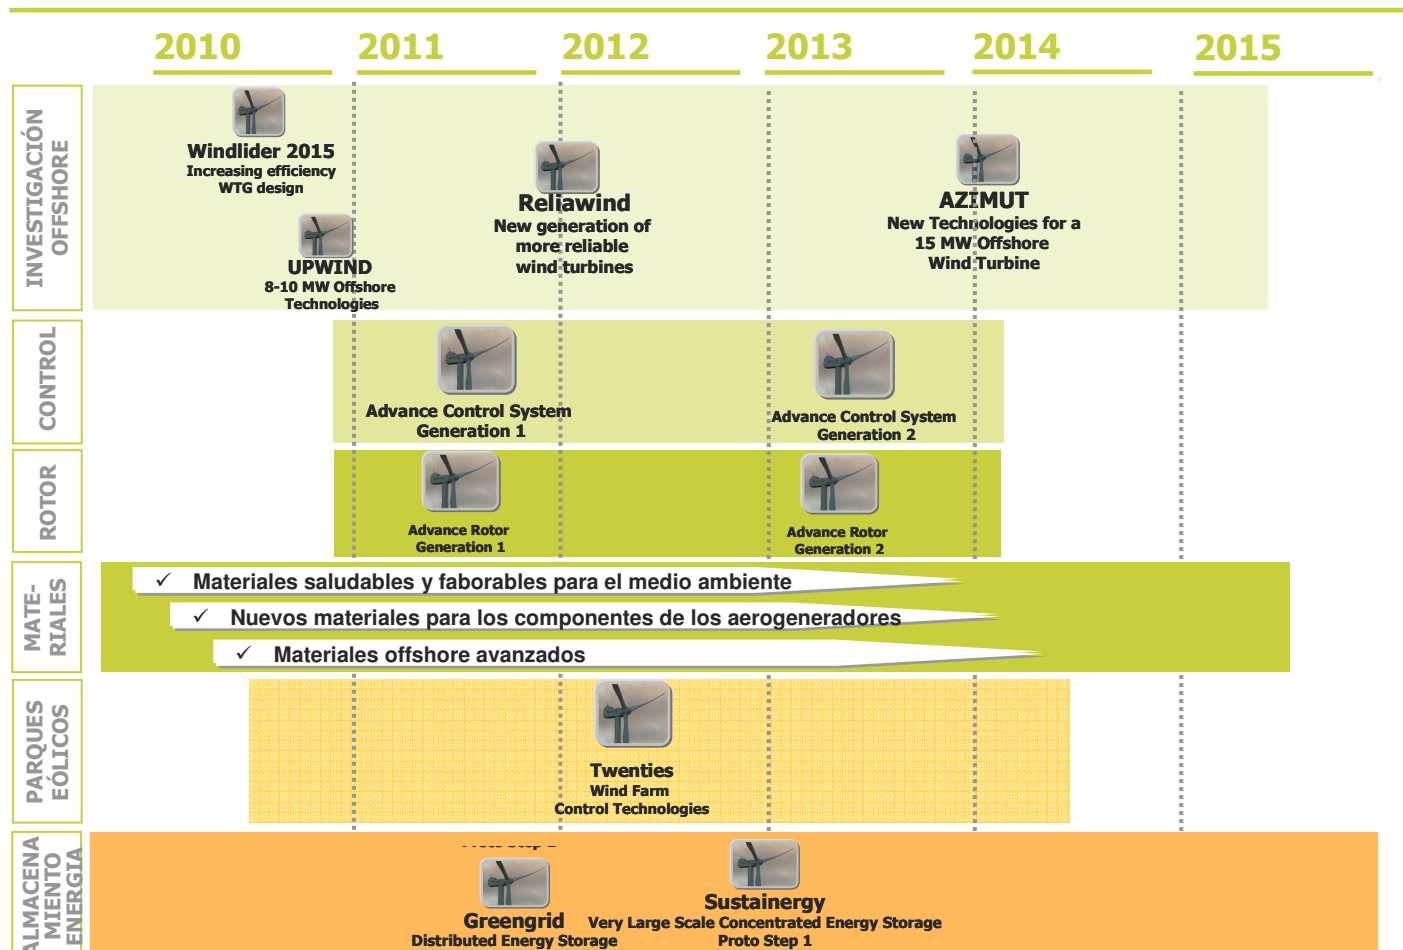 2010 2011 2012 2013 2014 2015
INVESTIGACIÓN
OFFSHORE
Windlider 2015
Increasing efficiency
WTG design
UPWIND
8-10 MW Offshore
Technologies
Reliawind
New generation of
more reliable
wind turbines
AZIMUT
New Technologies for a
15 MW Offshore
Wind Turbine
CONTROL
Advance Control System
Generation 1
Advance Control System
Generation 2
ROTOR
Advance Rotor
Generation 1
Advance Rotor
Generation 2
MATE-
RIALES
✓ Materiales saludables y faborables para el medio ambiente
✓ Nuevos materiales para los componentes de los aerogeneradores
✓ Materiales offshore avanzados
PARQUES
EÓLICOS
Twenties
Wind Farm
Control Technologies
ALMACENA
MIENTO
ENERGIA
Greengrid
Distributed Energy Storage
Sustainergy
Very Large Scale Concentrated Energy Storage
Proto Step 1